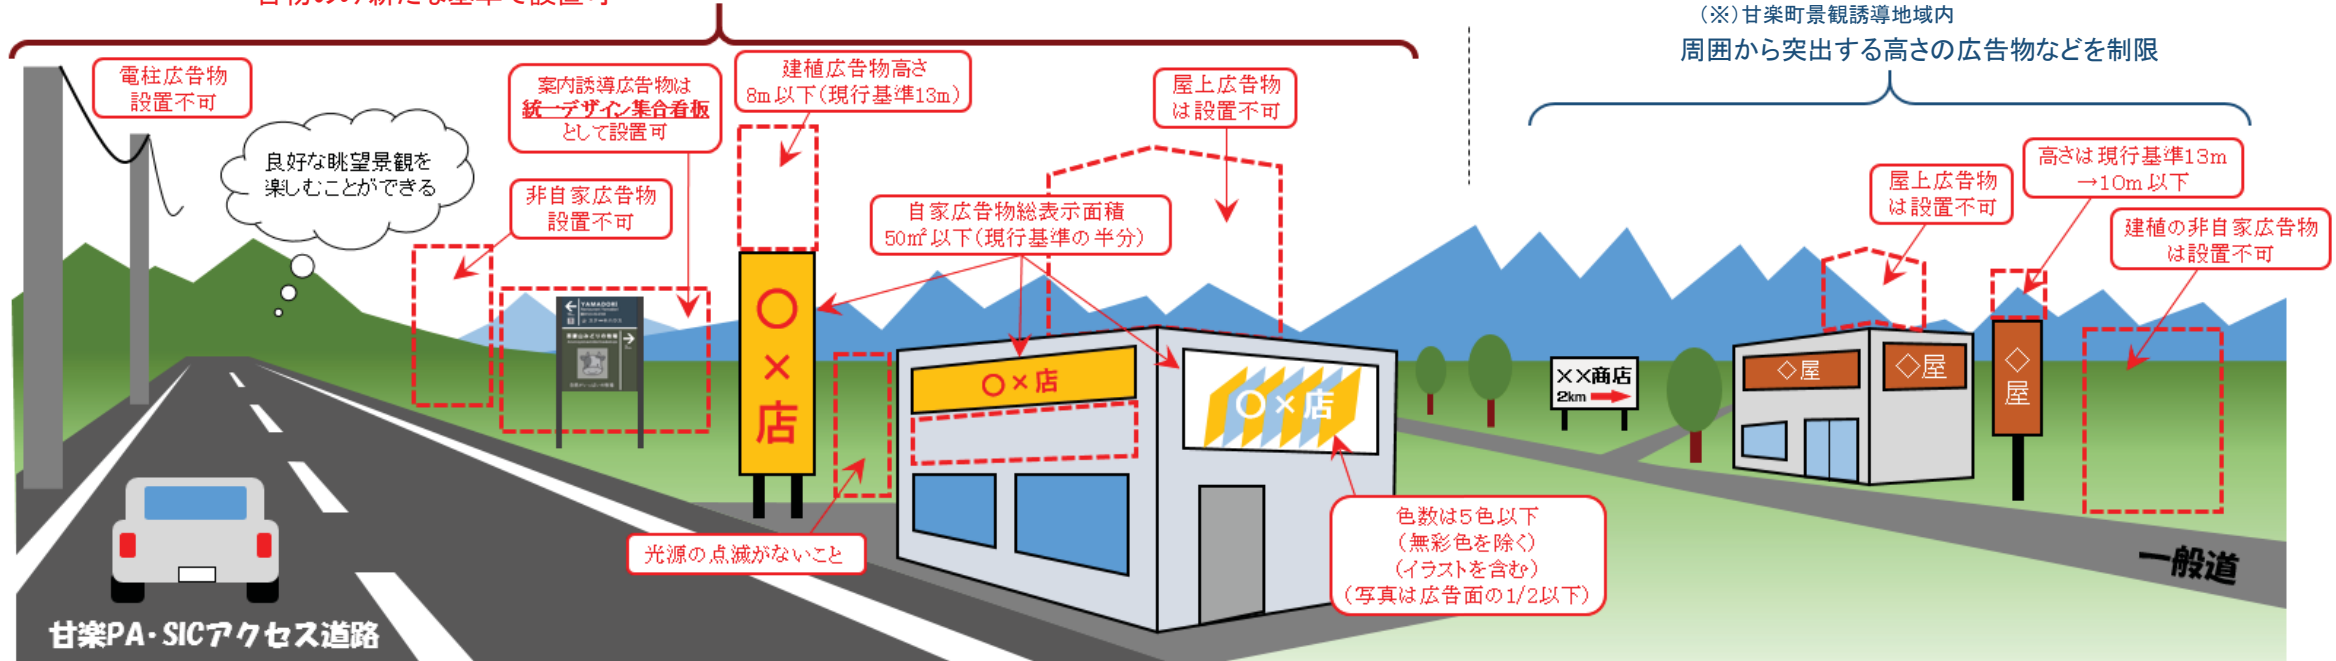 (※)甘楽町景観誘導地域内
周囲から突出する高さの広告物などを制限
電柱広告物
設置不可
案内誘導広告物は
統一デザイン集合看板
として設置可
建植広告物高さ
8m以下(現行基準13m)
屋上広告物
は設置不可
良好な眺望景観を
楽しむことができる
非自家広告物
設置不可
自家広告物総表示面積
50㎡以下(現行基準の半分)
高さは現行基準13m
→10m以下
屋上広告物
は設置不可
建植の非自家広告物
は設置不可
YAMADORI
〇
×
店
〇×店
〇×店
××商店
2km
◇屋
◇屋
◇
屋
光源の点滅がないこと
色数は5色以下
(無彩色を除く)
(イラストを含む)
(写真は広告面の1/2以下)
一般道
甘楽PA・SICアクセス道路